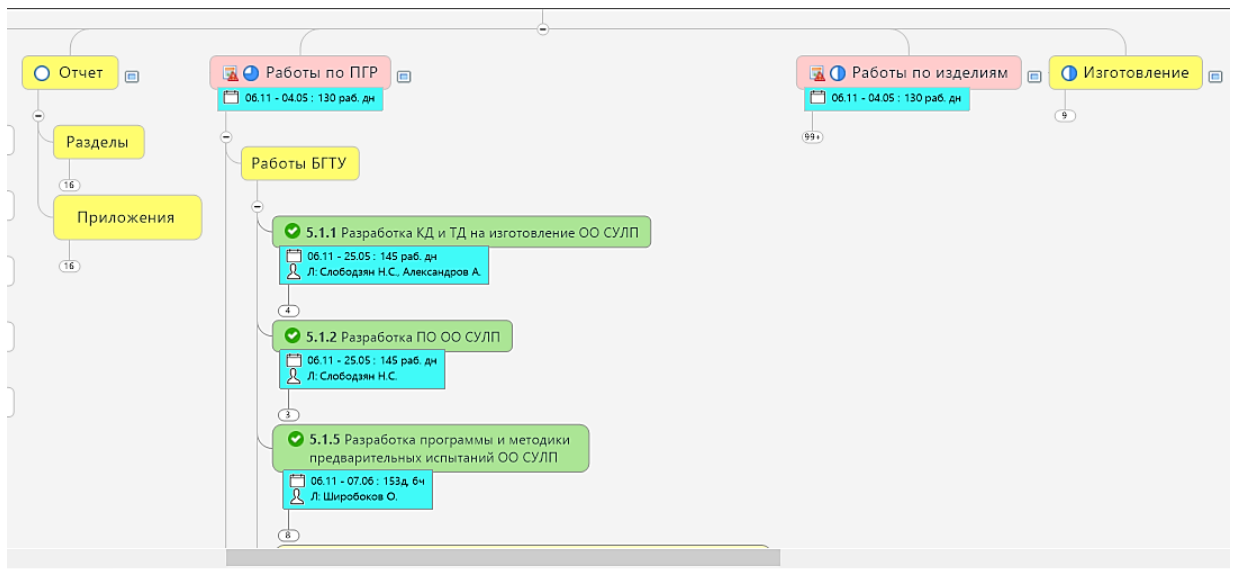 Отчет
Разделы
16
Приложения
16
Работы по ПГР
06.11 - 04.05 : 130 раб. дн
Работы БГТУ
5.1.1 Разработка КД и ТД на изготовление ОО СУЛП
06.11 - 25.05 : 145 раб. дн
Л: Слободзян Н.С., Александров А.
4
5.1.2 Разработка ПО ОО СУЛП
06.11 - 25.05 : 145 раб. дн
Л: Слободзян Н.С.
3
5.1.5 Разработка программы и методики
предварительных испытаний ОО СУЛП
06.11 - 07.06 : 153д, 6ч
Л: Широбоков О.
8
Работы по изделиям
06.11 - 04.05 : 130 раб. дн
99+
Изготовление
9